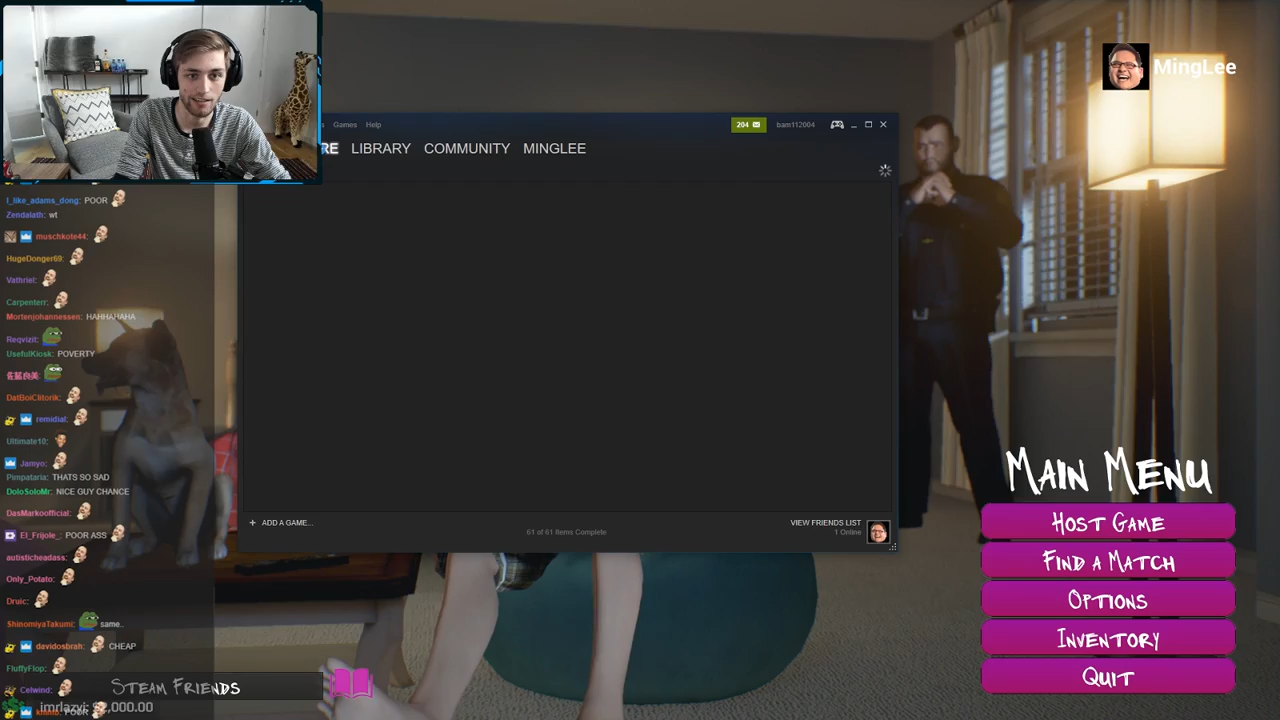 MingLee
Games Help
204
bam112004
LIBRARY COMMUNITY MINGLEE
I_like_adams_dong: POOR
Zendalath: wt
muschkote44:
HugeDonger69:
Vathriel:
Carpenterr:
Mortenjohannessen: HAHHAHAHA
Reqvizit:
UsefulKiosk: POVERTY
DatBoiClitorik:
remidial:
Ultimate10:
Jamyo:
Pimpataria: THATS SO SAD
DoloSoloMr: NICE GUY CHANCE
DasMarkoofficial:
El_Frijole_: POOR ASS
autisticheadass:
Only_Potato:
Druic:
ShinomiyaTakumi: same..
davidosbrah: CHEAP
FluffyFlop:
Celwind:
+ ADD A GAME...
61 of 61 Items Complete
VIEW FRIENDS LIST
1 Online
MAIN MENU
HOST GAME
FIND A MATCH
OPTIONS
INVENTORY
QUIT
STEAM FRIENDS